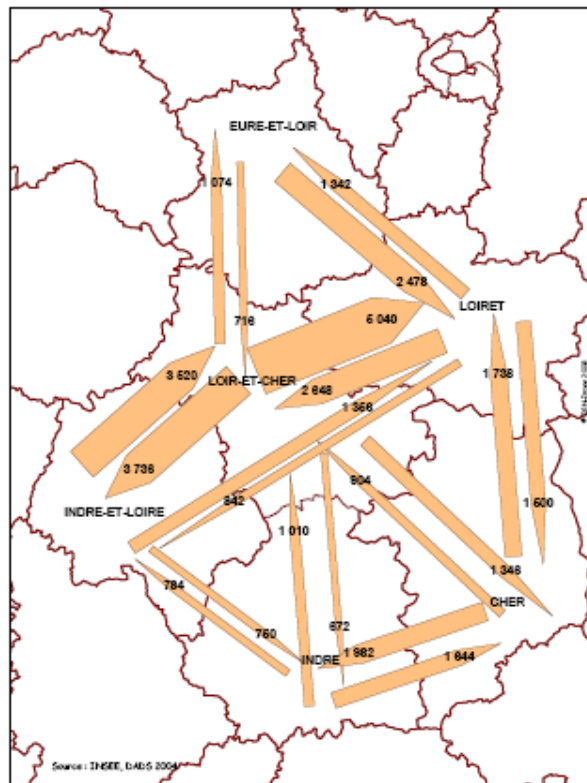 EURE-ET-LOIR
1 074
1 342
2 478
LOIRET
716
5 040
3 520
LOIR-ET-CHER
2 648
1 738
1 356
3 736
904
INDRE-ET-LOIRE
842
1 500
1 010
1 346
784
CHER
760
672
INDRE
1 982
1 644
Source : INSEE, DADS 2004